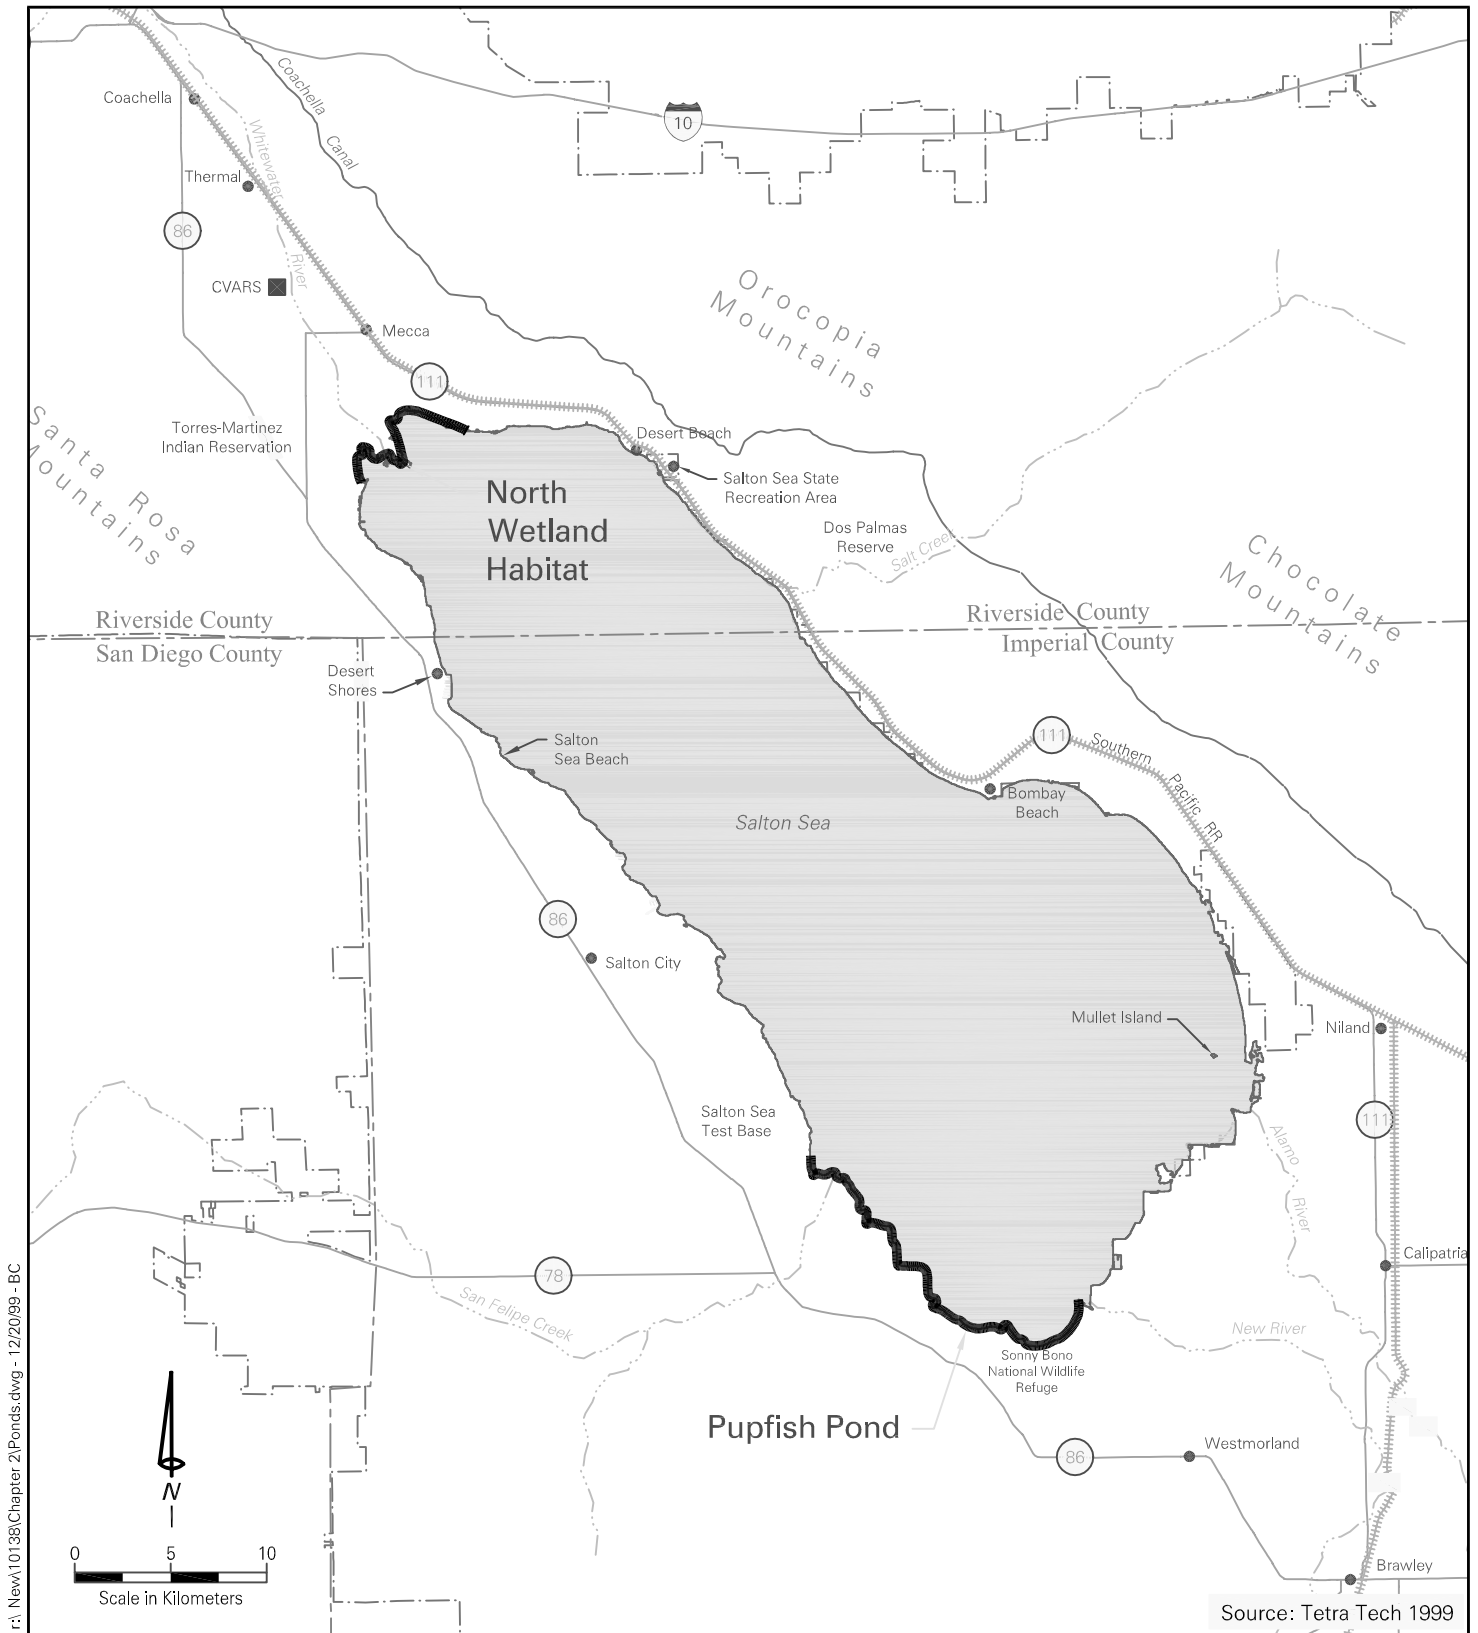 Coachella
Coachella
Canal
10
Whitewater
River
Thermal
86
CVARS
Mecca
111
Orocopia
Mountains
Santa Rosa
Mountains
Torres-Martinez
Indian Reservation
Desert Beach
Salton Sea State
Recreation Area
North
Wetland
Habitat
Dos Palmas
Reserve
Salt Creek
Chocolate
Mountains
Riverside County
San Diego County
Riverside County
Imperial County
Desert
Shores
Salton
Sea Beach
111
Southern
Pacific RR
Bombay
Beach
Salton Sea
86
Salton City
Mullet Island
Niland
Salton Sea
Test Base
111
Alamo
River
Calipatria
78
San Felipe Creek
New River
Sonny Bono
National Wildlife
Refuge
Pupfish Pond
86
Westmorland
Brawley
N
0 5 10
Scale in Kilometers
Source: Tetra Tech 1999
r:\ New\10138\Chapter 2\Ponds.dwg - 12/20/99 - BC